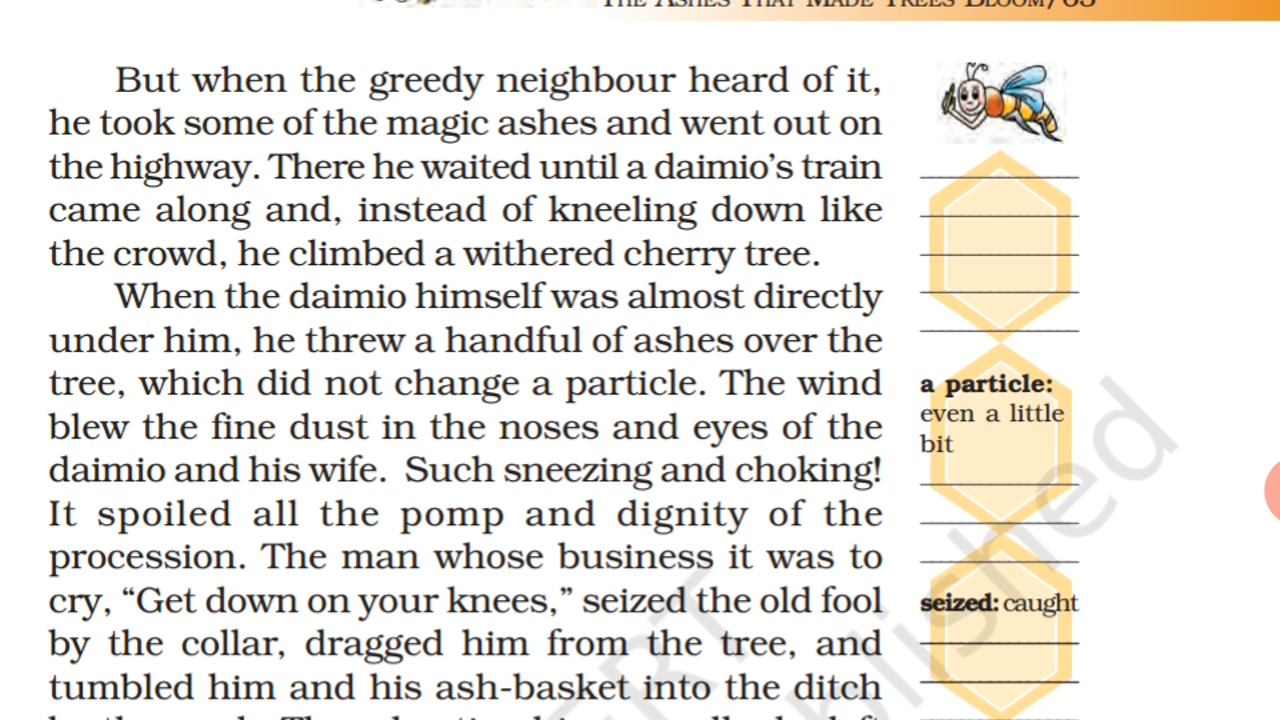 THE ASHES THAT MADE TREES BLOOM/63
But when the greedy neighbour heard of it,
he took some of the magic ashes and went out on
the highway. There he waited until a daimio's train
came along and, instead of kneeling down like
the crowd, he climbed a withered cherry tree.
When the daimio himself was almost directly
under him, he threw a handful of ashes over the
tree, which did not change a particle. The wind
blew the fine dust in the noses and eyes of the
daimio and his wife. Such sneezing and choking!
It spoiled all the pomp and dignity of the
procession. The man whose business it was to
cry, “Get down on your knees,” seized the old fool
by the collar, dragged him from the tree, and
tumbled him and his ash-basket into the ditch
a particle:
even a little
bit
seized: caught